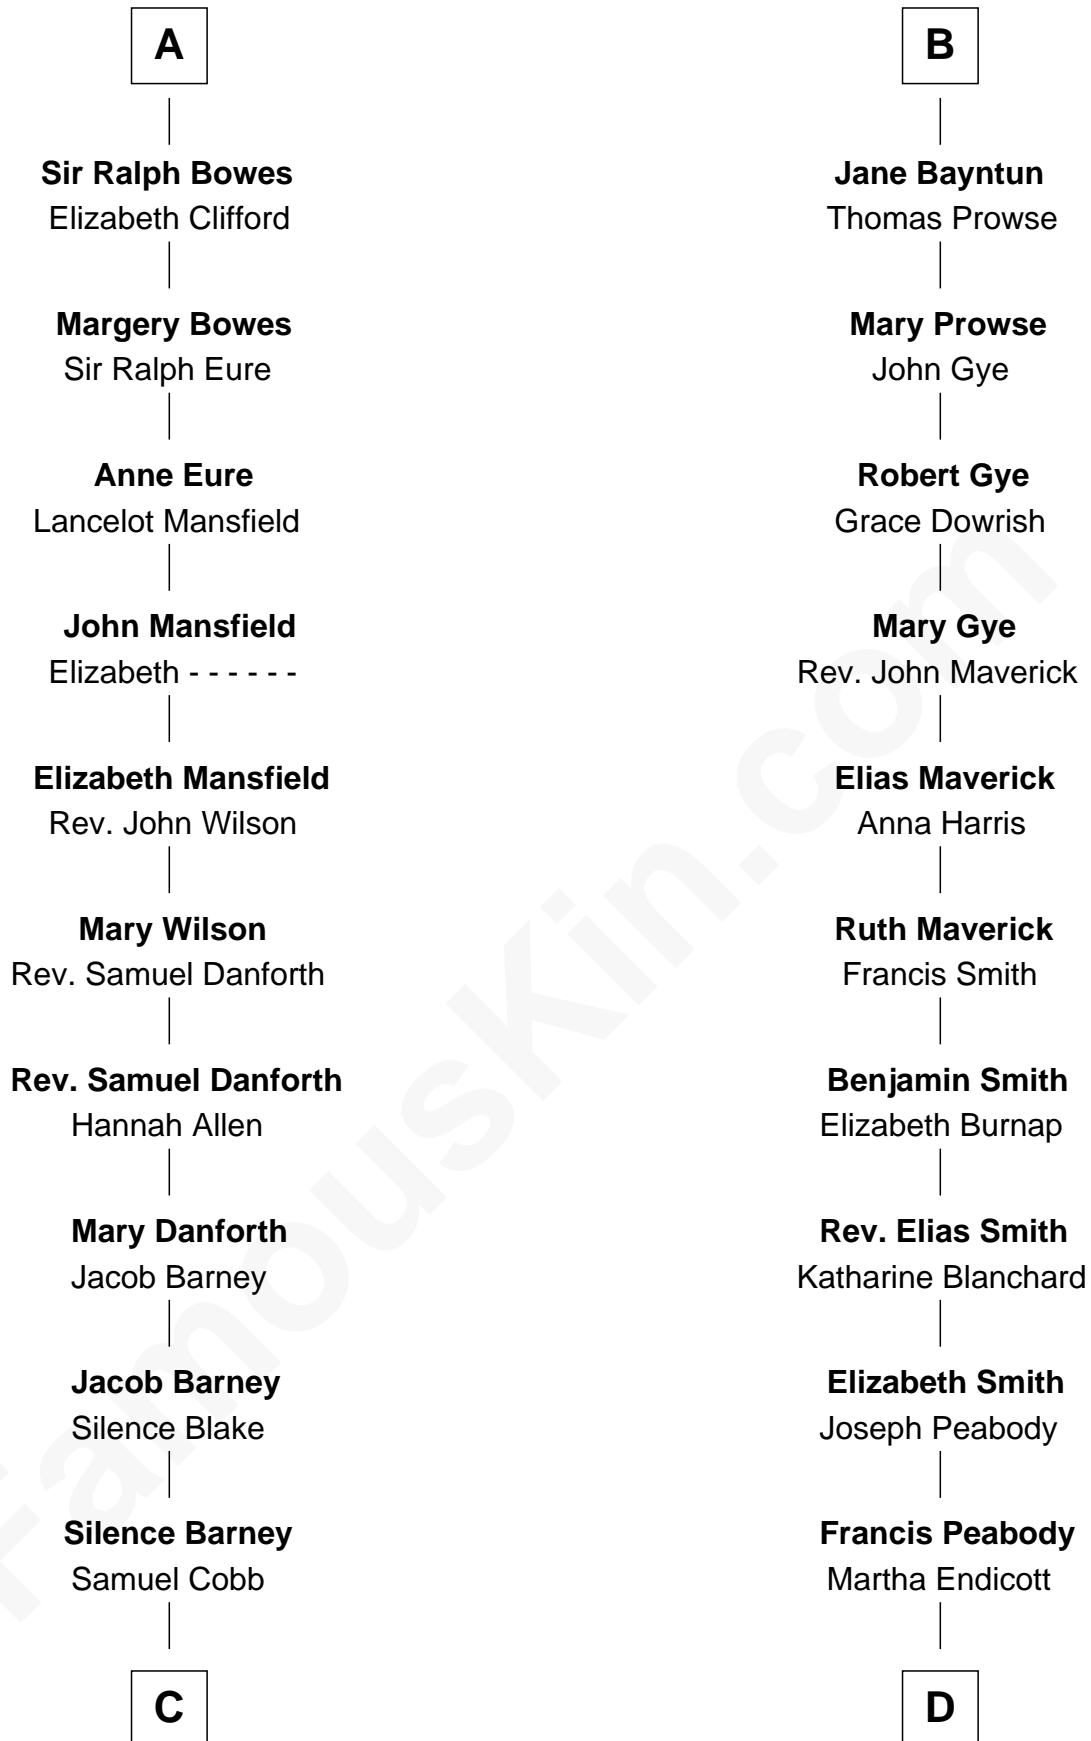 A
Sir Ralph Bowes
Elizabeth Clifford
Margery Bowes
Sir Ralph Eure
Anne Eure
Lancelot Mansfield
John Mansfield
Elizabeth - - - - - -
Elizabeth Mansfield
Rev. John Wilson
Mary Wilson
Rev. Samuel Danforth
Rev. Samuel Danforth
Hannah Allen
Mary Danforth
Jacob Barney
Jacob Barney
Silence Blake
Silence Barney
Samuel Cobb
C
B
Jane Bayntun
Thomas Prowse
Mary Prowse
John Gye
Robert Gye
Grace Dowrish
Mary Gye
Rev. John Maverick
Elias Maverick
Anna Harris
Ruth Maverick
Francis Smith
Benjamin Smith
Elizabeth Burnap
Rev. Elias Smith
Katharine Blanchard
Elizabeth Smith
Joseph Peabody
Francis Peabody
Martha Endicott
D
FamousKin.com